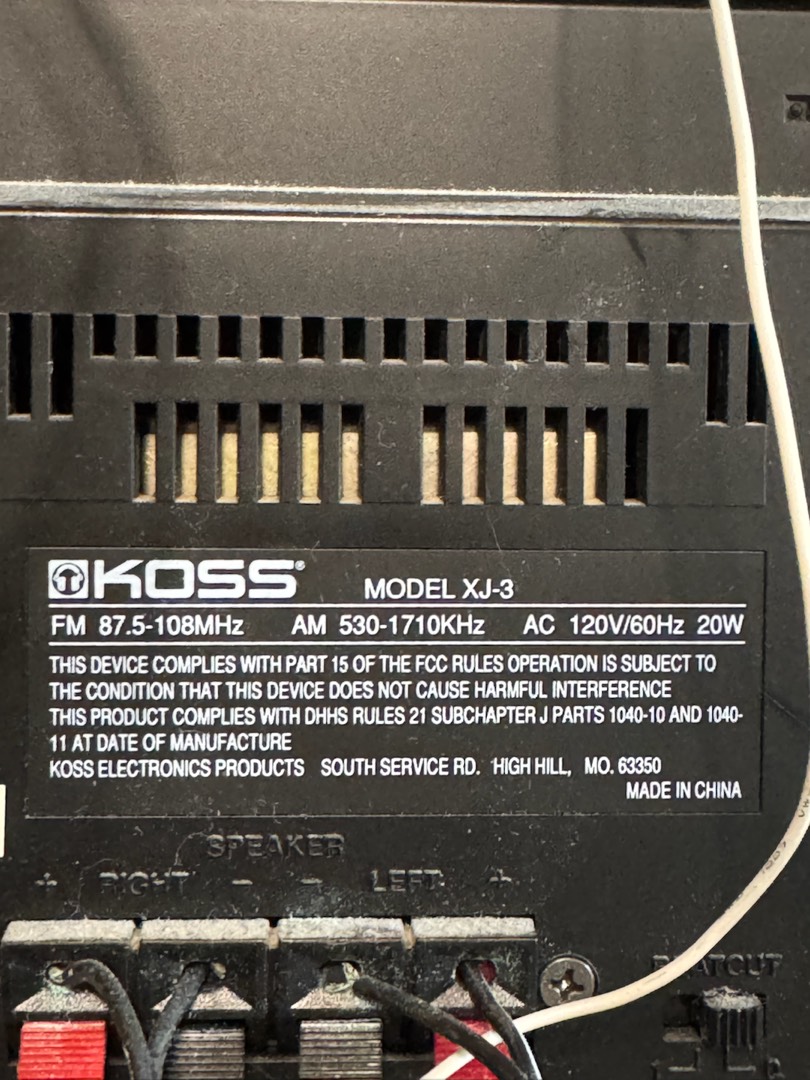 KOSS® MODEL XJ-3
FM 87.5-108MHz AM 530-1710KHz AC 120V/60Hz 20W
THIS DEVICE COMPLIES WITH PART 15 OF THE FCC RULES OPERATION IS SUBJECT TO
THE CONDITION THAT THIS DEVICE DOES NOT CAUSE HARMFUL INTERFERENCE
THIS PRODUCT COMPLIES WITH DHHS RULES 21 SUBCHAPTER J PARTS 1040-10 AND 1040-
11 AT DATE OF MANUFACTURE
KOSS ELECTRONICS PRODUCTS SOUTH SERVICE RD. HIGH HILL, MO. 63350
MADE IN CHINA
SPEAKER
+ RIGHT - - LEFT +